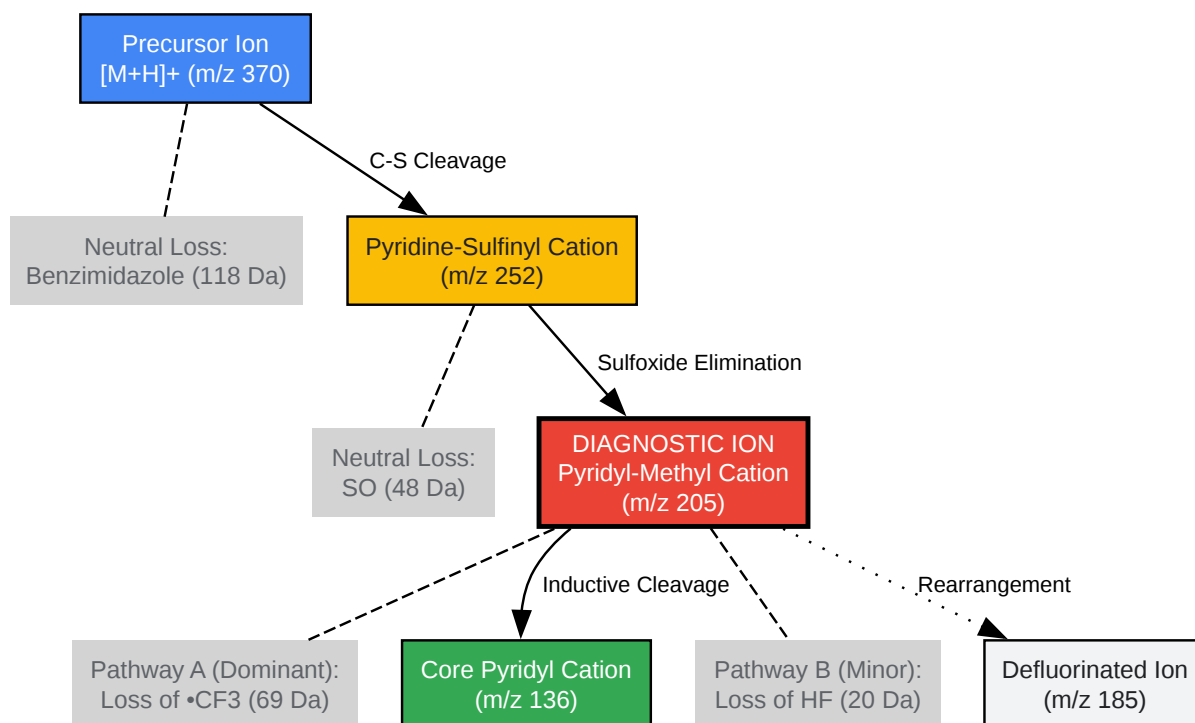 Precursor Ion
[M+H]+ (m/z 370)
C-S Cleavage
Neutral Loss:
Benzimidazole (118 Da)
Pyridine-Sulfinyl Cation
(m/z 252)
Sulfoxide Elimination
Neutral Loss:
SO (48 Da)
DIAGNOSTIC ION
Pyridyl-Methyl Cation
(m/z 205)
Inductive Cleavage
Rearrangement
Pathway A (Dominant):
Loss of •CF3 (69 Da)
Core Pyridyl Cation
(m/z 136)
Pathway B (Minor):
Loss of HF (20 Da)
Defluorinated Ion
(m/z 185)